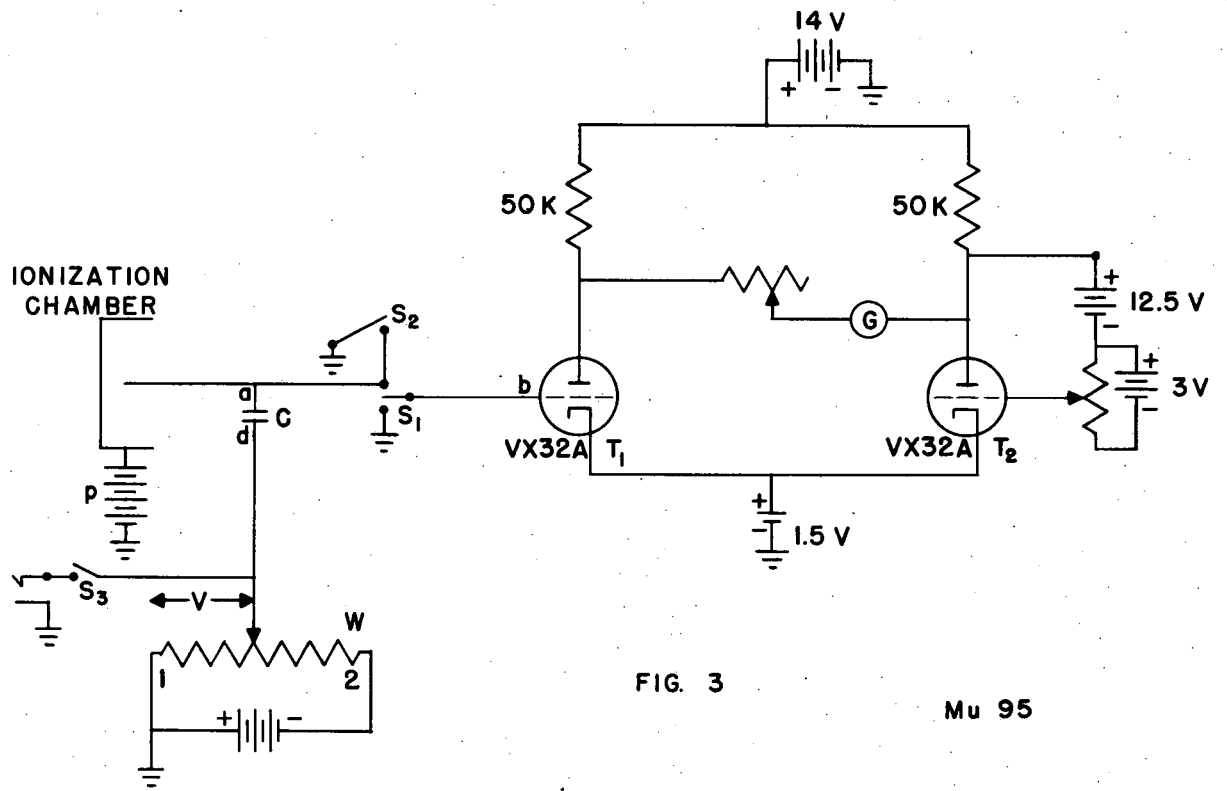 14 V
+ -
50 K
50 K
IONIZATION
CHAMBER
S2
+
12.5 V
-
G
a
C
d
b
S1
+
3 V
-
VX32A T1
VX32A T2
p
+
-
1.5 V
S3
V
W
1
2
+ -
FIG. 3
Mu 95